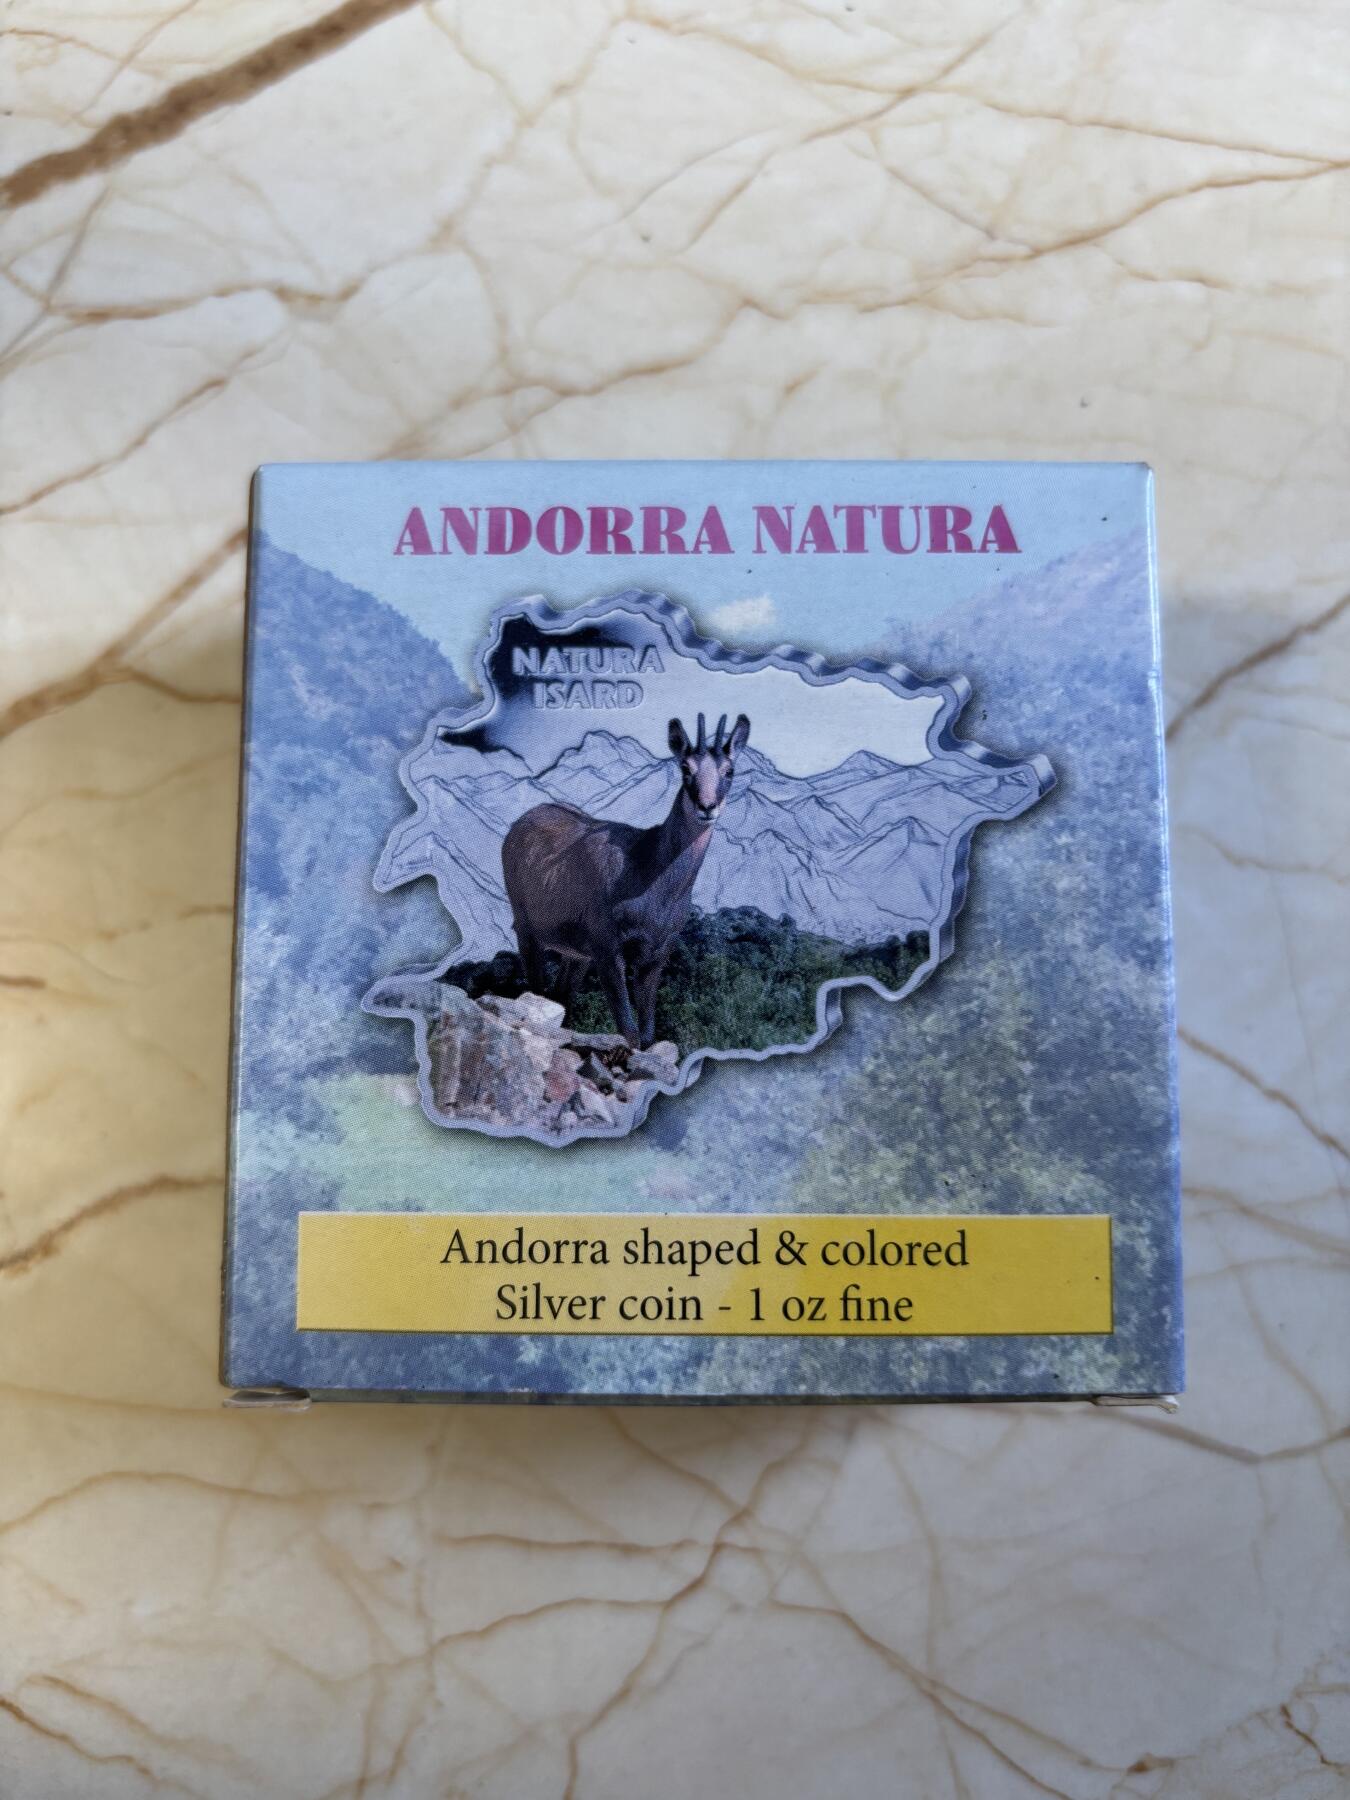 ANDORRA NATURA
NATURA
ISARD
Andorra shaped & colored
Silver coin - 1 oz fine